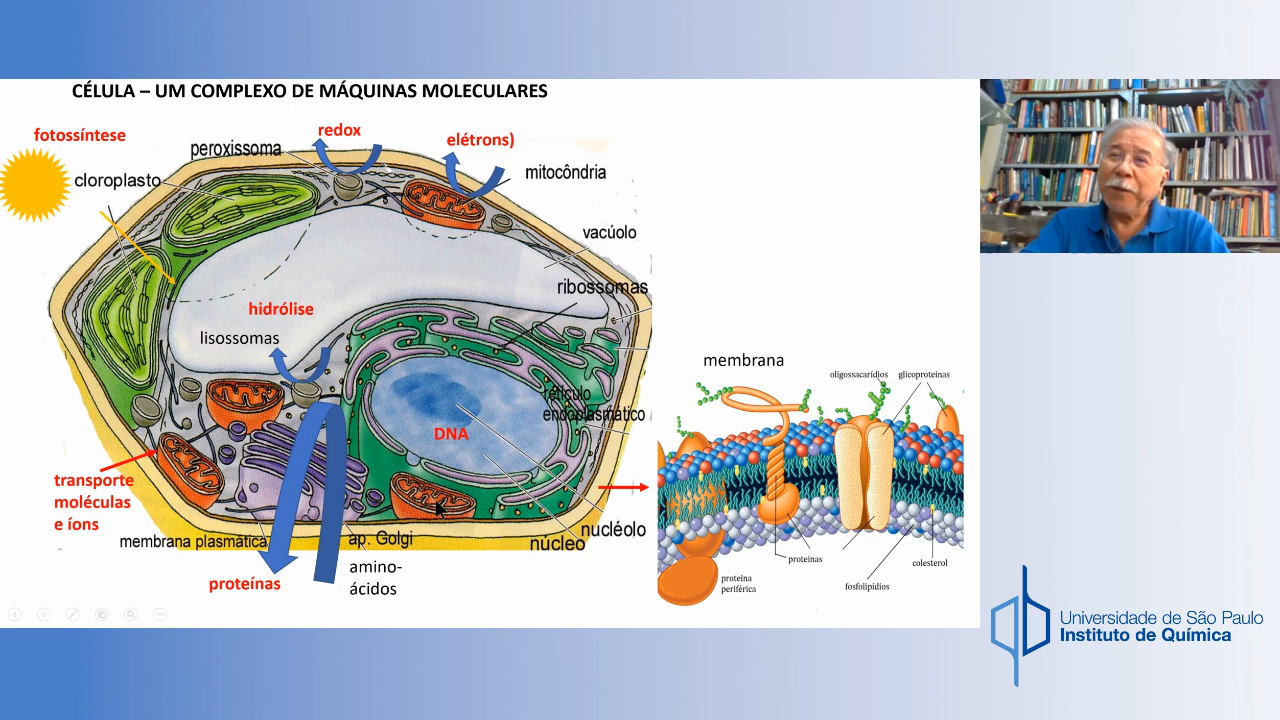 CÉLULA – UM COMPLEXO DE MÁQUINAS MOLECULARES
fotossíntese
redox
elétrons)
peroxissoma
cloroplasto
mitocôndria
vacúolo
ribossomas
hidrólise
lisossomas
membrana
oligossacarídios
glicoproteínas
retículo
endoplasmático
DNA
transporte
moléculas
e íons
membrana plasmática
ap. Golgi
nucléolo
núcleo
amino-
ácidos
proteínas
proteínas
colesterol
fosfolipídios
proteína
periférica
Universidade de São Paulo
Instituto de Química